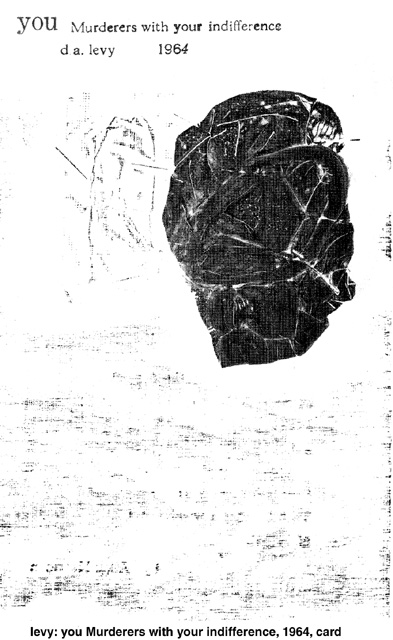 you Murderers with your indifference
d a. levy 1964
levy: you Murderers with your indifference, 1964, card